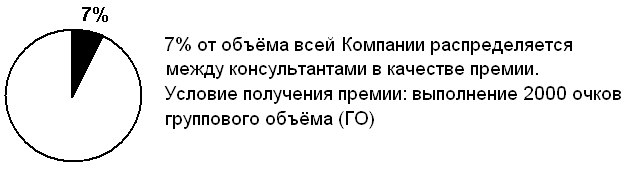 7%
7% от объёма всей Компании распределяется
между консультантами в качестве премии.
Условие получения премии: выполнение 2000 очков
группового объёма (ГО)